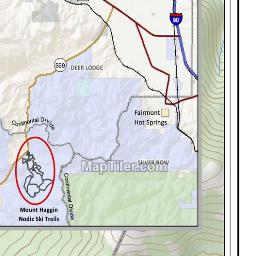 90
569
DEER LODGE
Continental Divide
Fairmont
Hot Springs
MapTiler.com
SILVER BOW
Continental Divide
Mount Haggin
Nodic Ski Trails